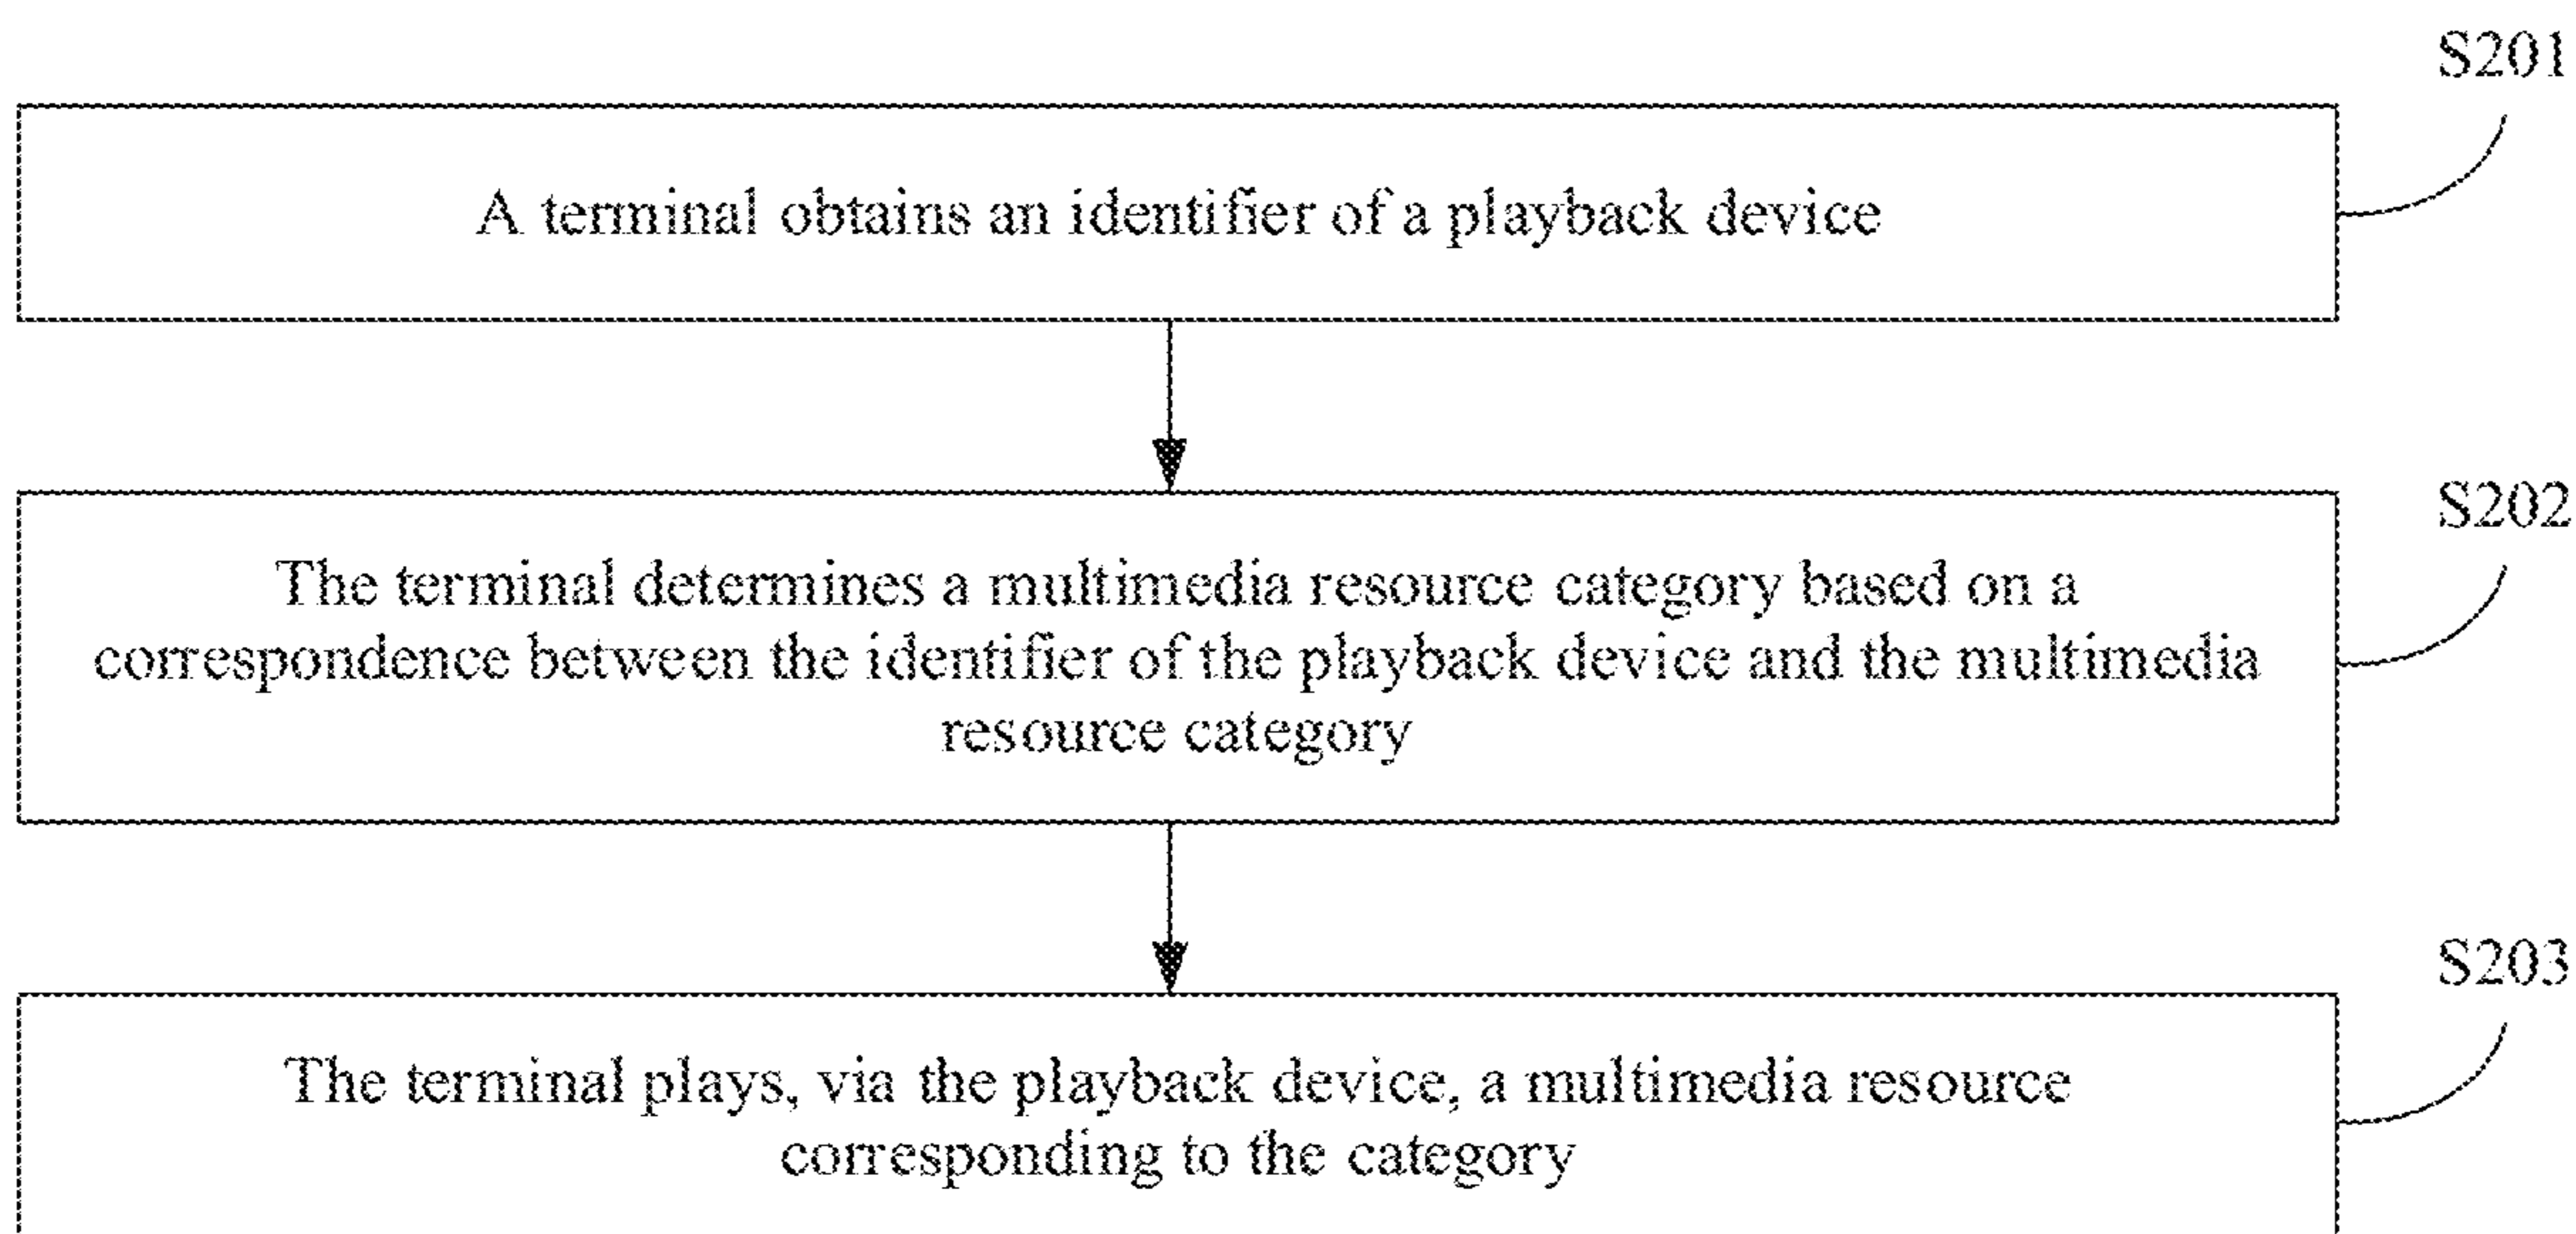 S201
A terminal obtains an identifier of a playback device
S202
The terminal determines a multimedia resource category based on a
correspondence between the identifier of the playback device and the multimedia
resource category
S203
The terminal plays, via the playback device, a multimedia resource
corresponding to the category